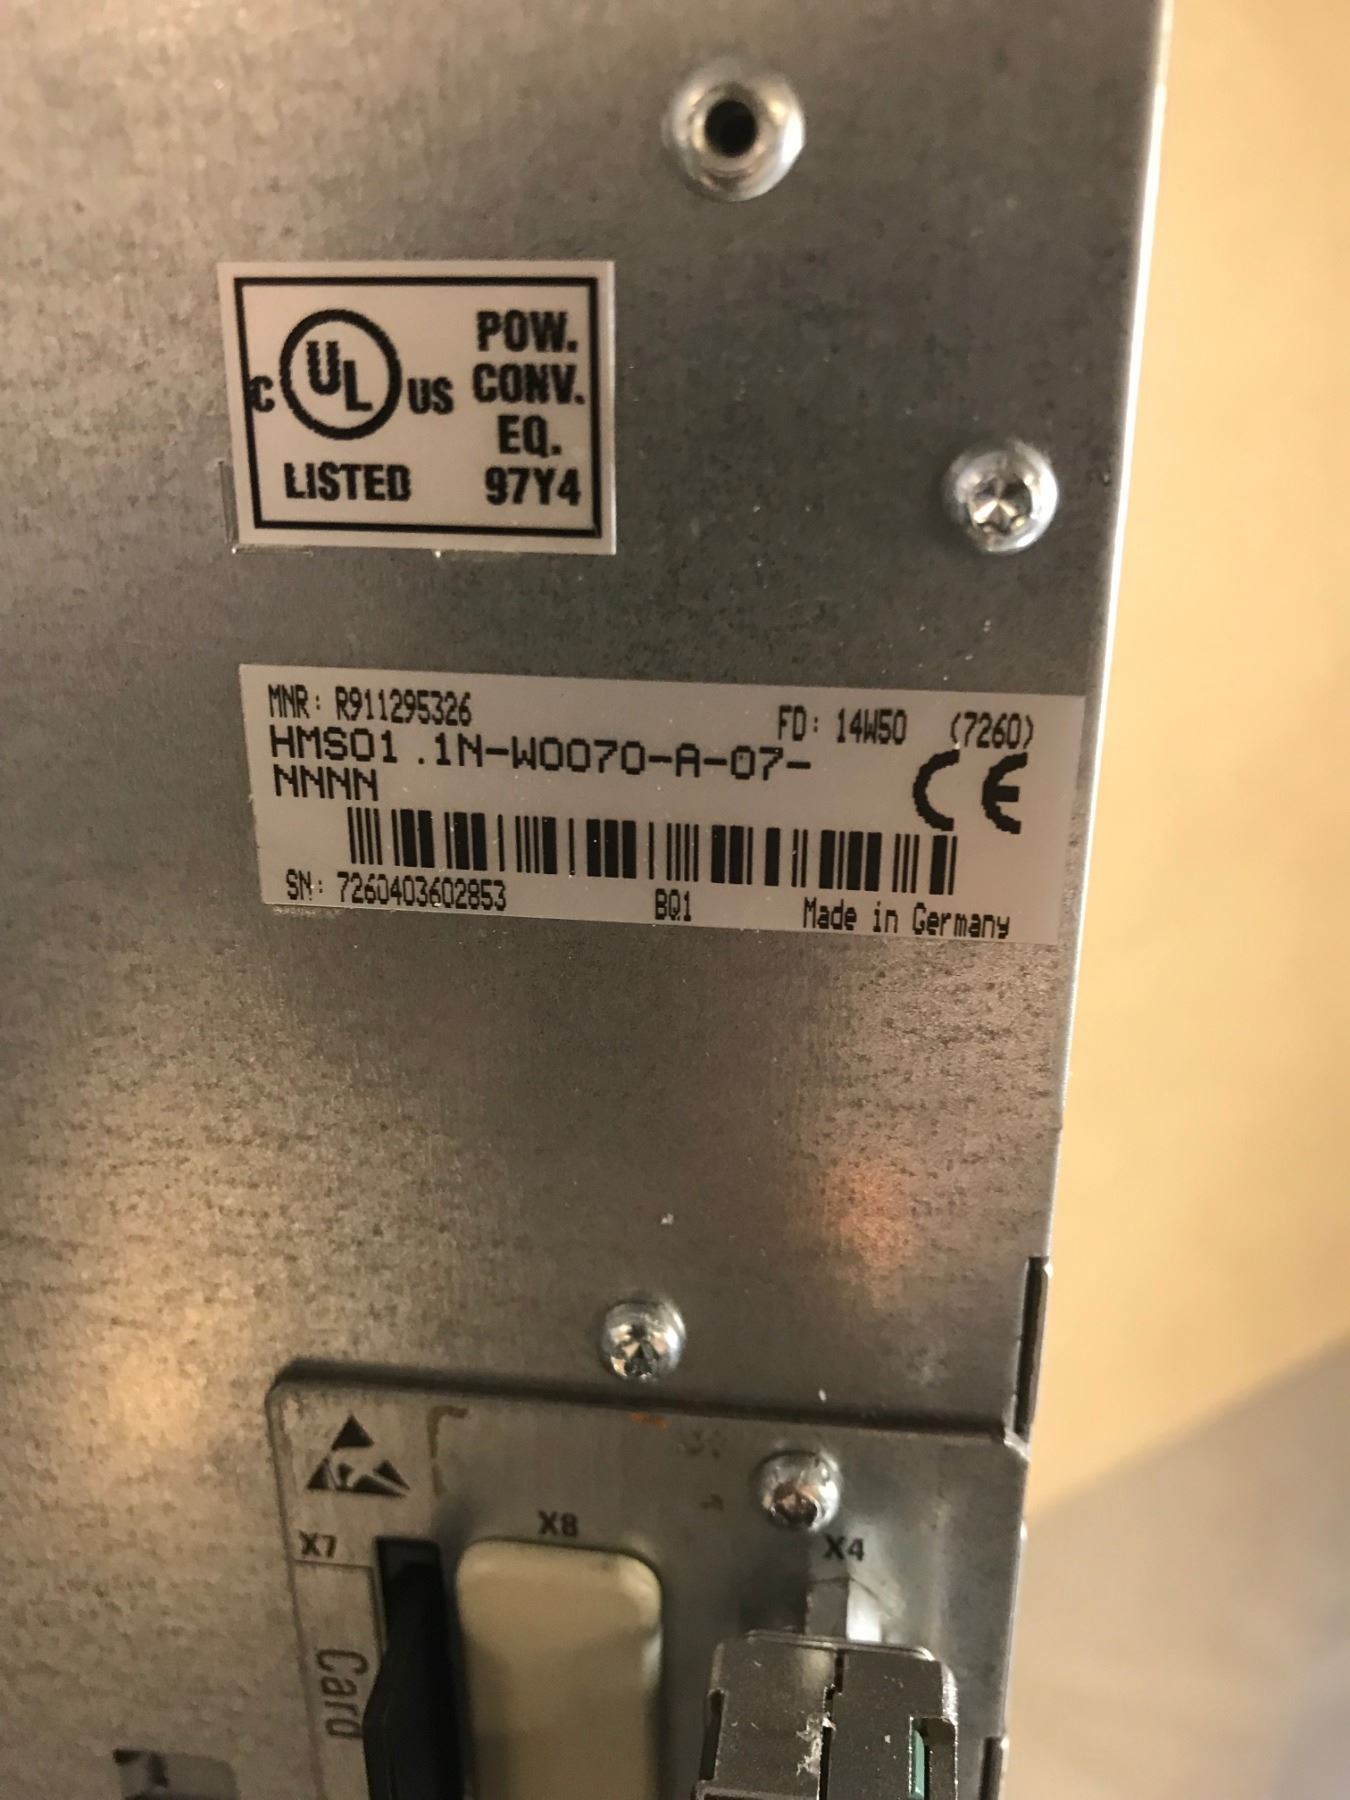 POW.
C UL US CONV.
EQ.
LISTED 97Y4
MNR: R911295326 FD: 14W50 (7260)
HMS01.1N-W0070-A-07-
NNNN
CE
SN: 7260403602853 BQ1 Made in Germany
X7 X8 X4
Card